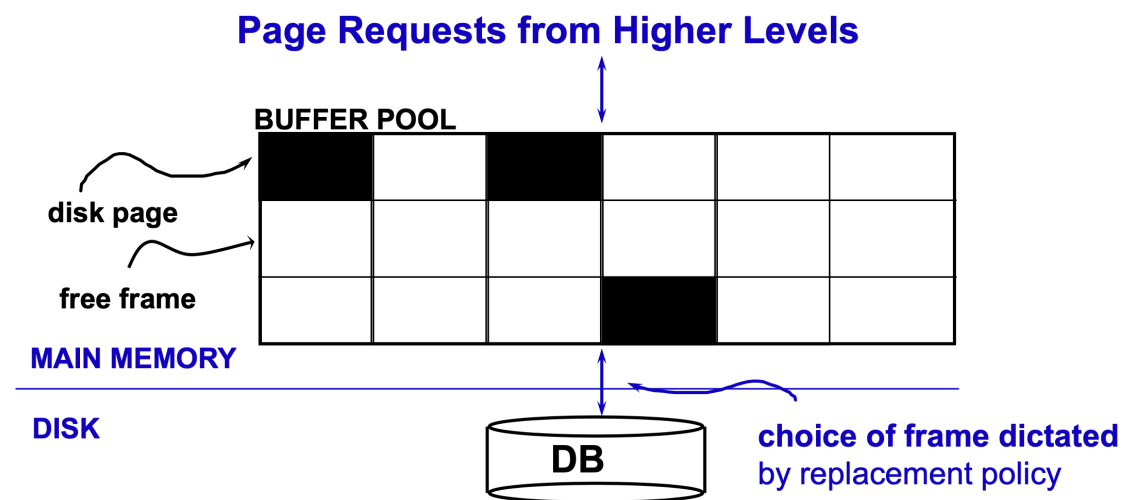 Page Requests from Higher Levels
BUFFER POOL
disk page
free frame
MAIN MEMORY
DISK
DB
choice of frame dictated
by replacement policy